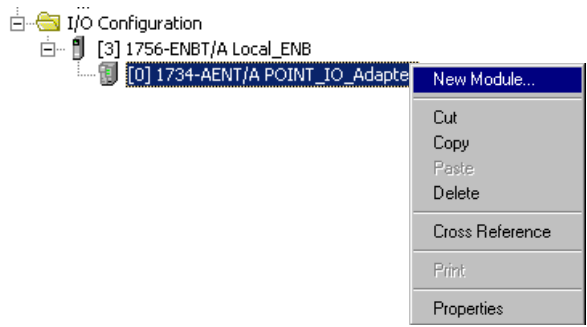 I/O Configuration
[3] 1756-ENBT/A Local_ENB
[0] 1734-AENT/A POINT_IO_Adapte
New Module...
Cut
Copy
Paste
Delete
Cross Reference
Print
Properties